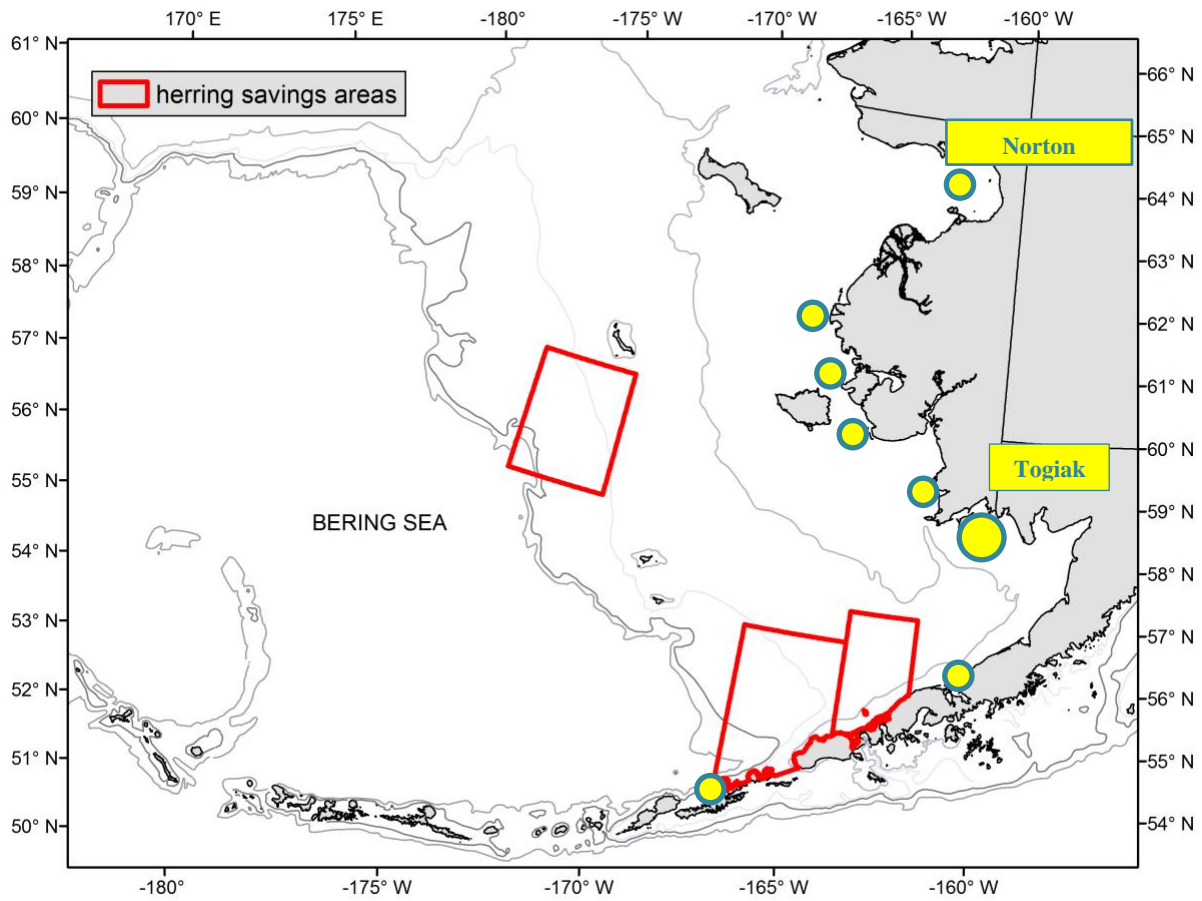 170° E 175° E -180° -175° W -170° W -165° W -160° W
61° N
herring savings areas
66° N
60° N
65° N
Norton
59° N
64° N
58° N
63° N
57° N
62° N
56° N
61° N
55° N
60° N
Togiak
BERING SEA
59° N
54° N
58° N
53° N
57° N
52° N
56° N
51° N
55° N
50° N
54° N
-180° -175° W -170° W -165° W -160° W